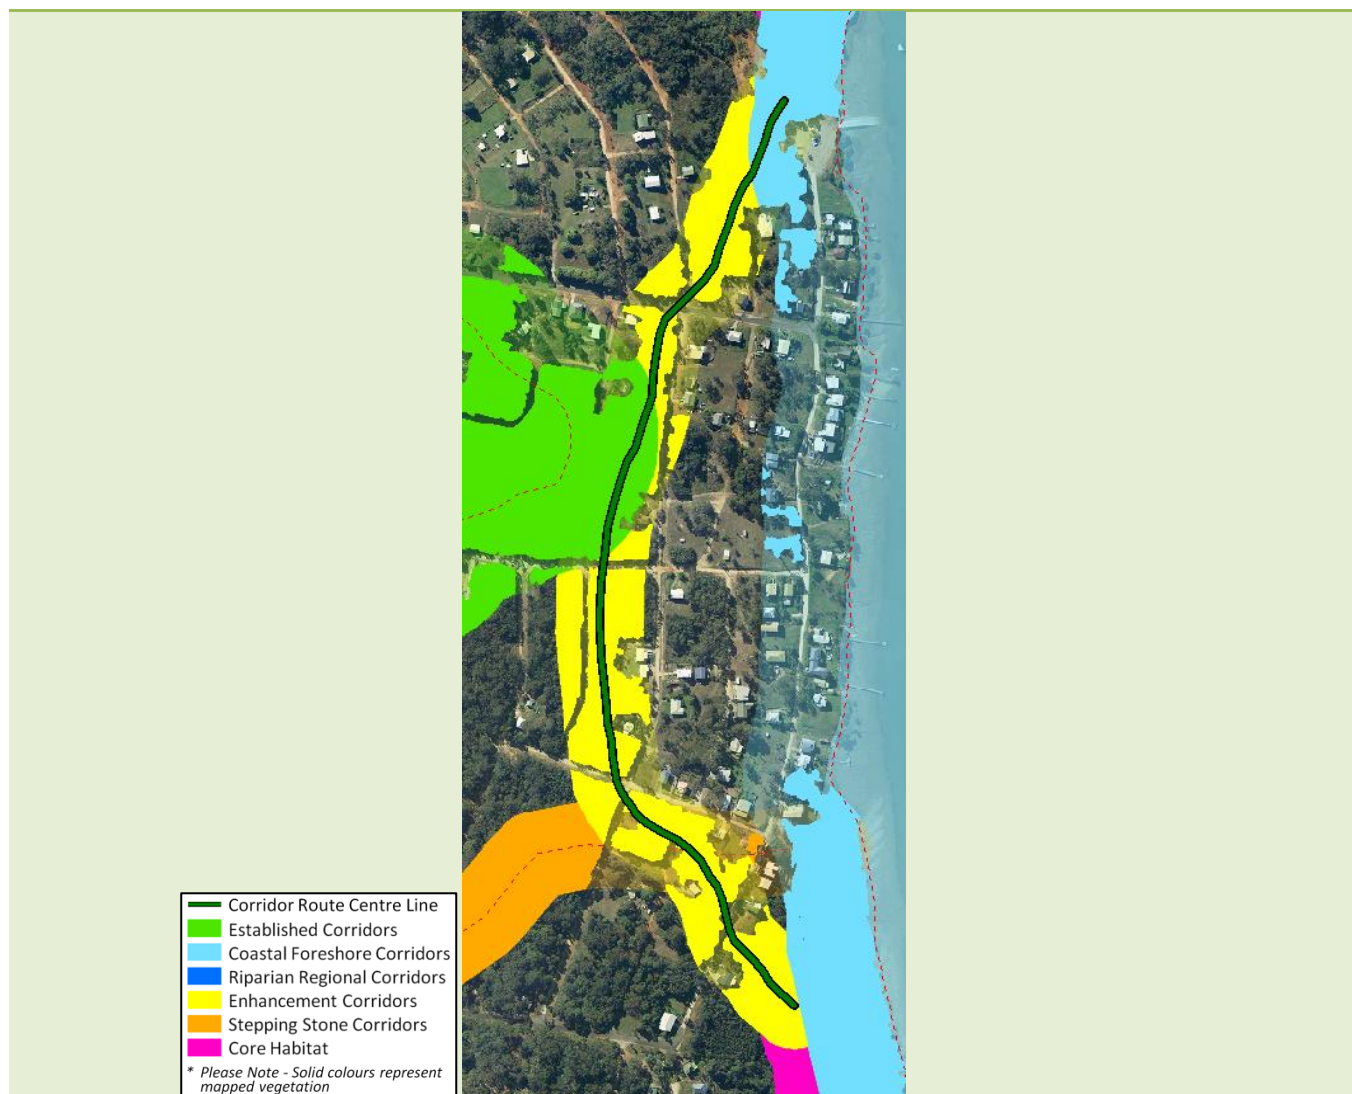 Corridor Route Centre Line
Established Corridors
Coastal Foreshore Corridors
Riparian Regional Corridors
Enhancement Corridors
Stepping Stone Corridors
Core Habitat
* Please Note - Solid colours represent
mapped vegetation